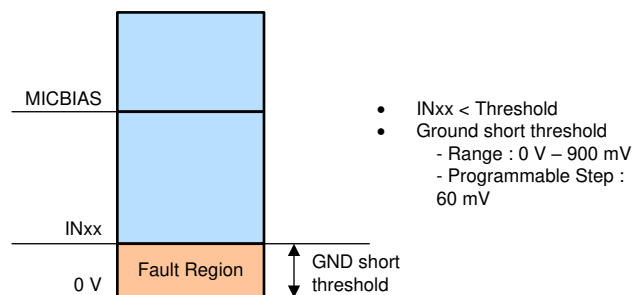 MICBIAS
INxx
0 V
Fault Region
GND short
threshold
• INxx < Threshold
• Ground short threshold
- Range : 0 V – 900 mV
- Programmable Step :
60 mV